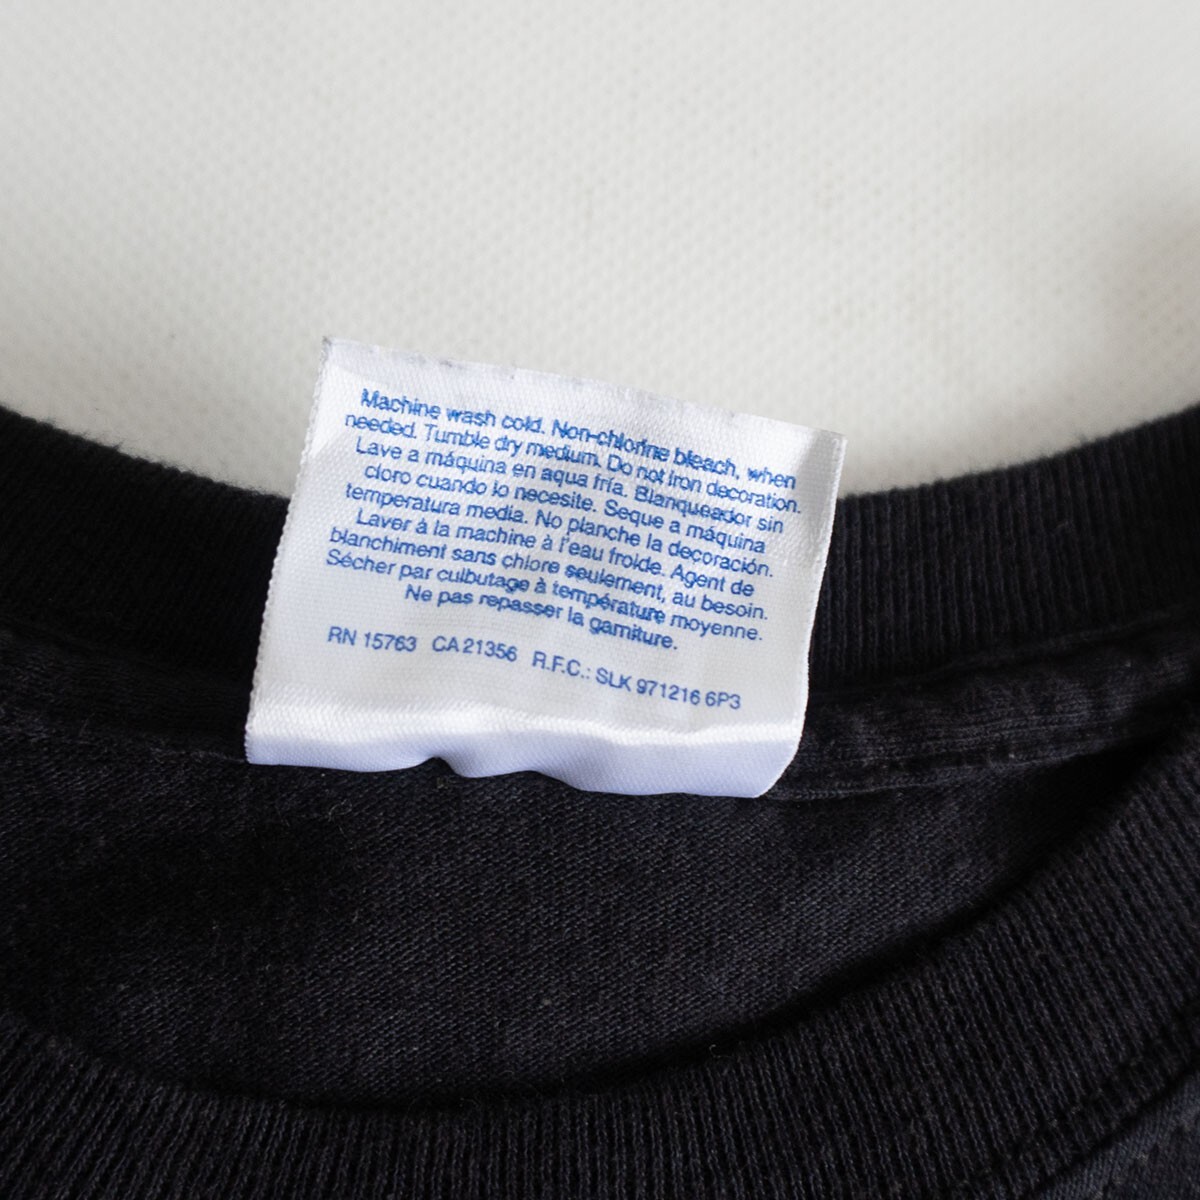 Machine wash cold. Non-chlorine bleach, when
needed. Tumble dry medium. Do not iron decoration.
Lave a máquina en aqua fría. Blanqueador sin
cloro cuando lo necesite. Seque a máquina
temperatura media. No planche la decoración.
Laver à la machine à l'eau froide. Agent de
blanchiment sans chlore seulement, au besoin.
Sécher par culbutage à température moyenne.
Ne pas repasser la garniture.
RN 15763 CA 21356 R.F.C.: SLK 971216 6P3